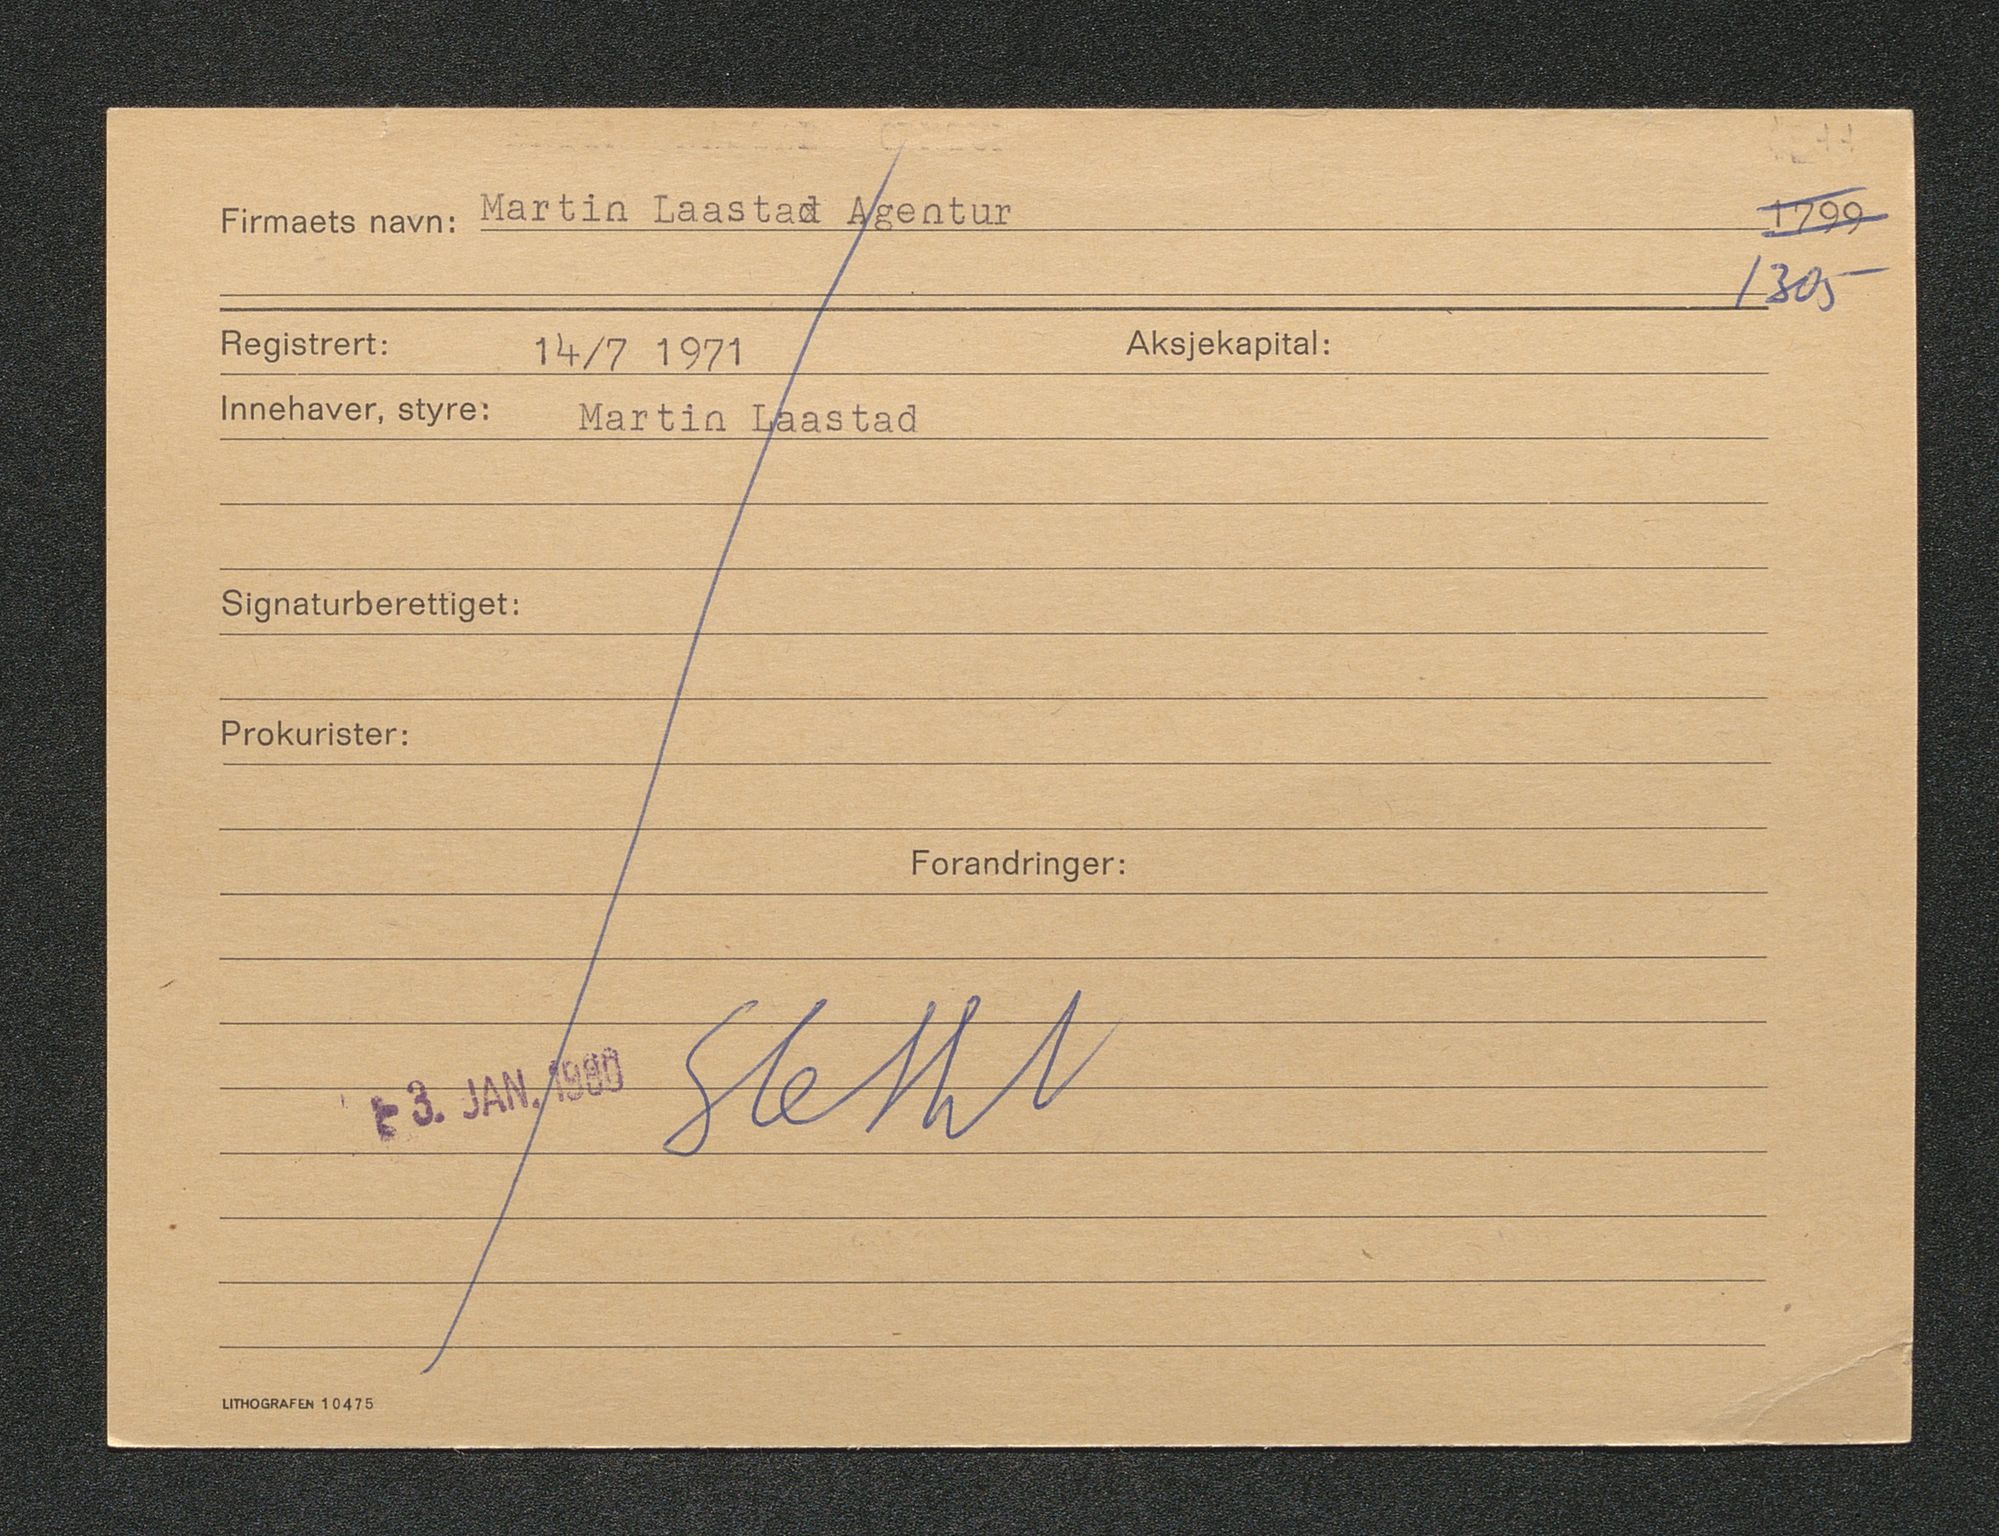 Firmaets navn: Martin Laastad Agentur 1799
1305
Registrert: 14/7 1971 Aksjekapital:
Innehaver, styre: Martin Laastad
Signaturberettiget:
Prokurister:
Forandringer:
- 3. JAN. 1980 Slettet
LITHOGRAFEN 10475